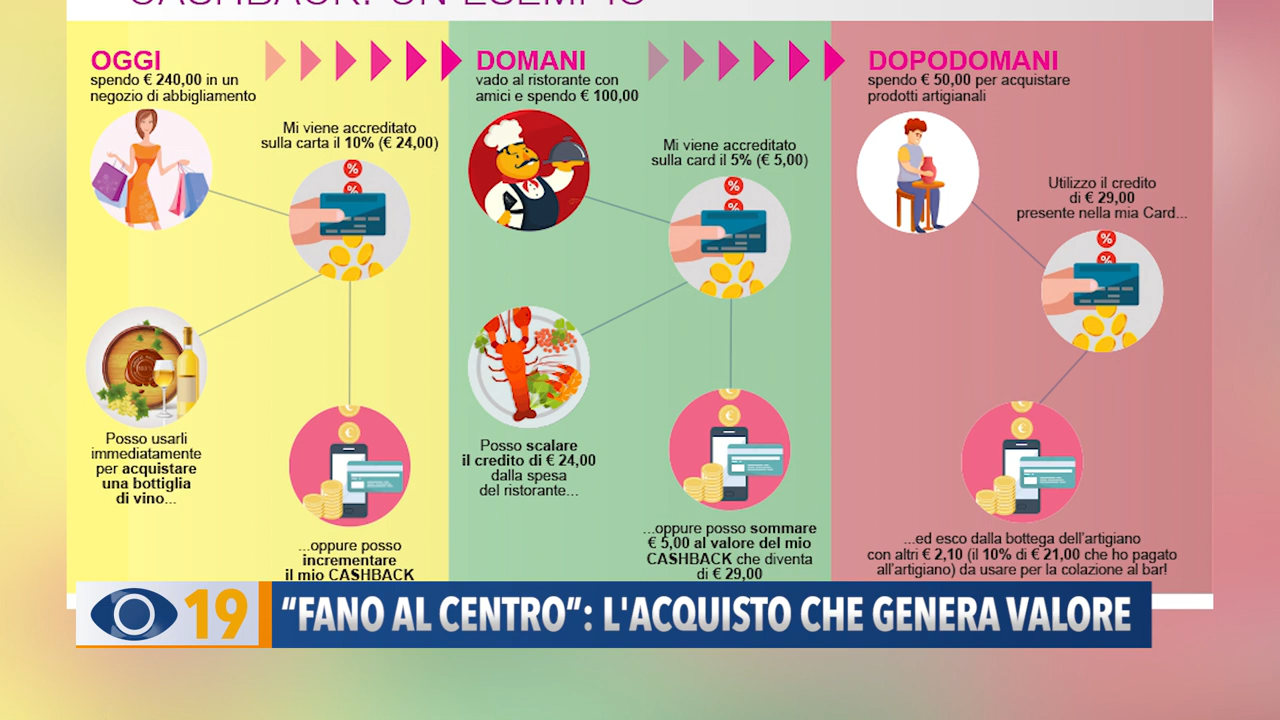 CASHBACK: UN ESEMPIO
OGGI
spendo € 240,00 in un
negozio di abbigliamento
Mi viene accreditato
sulla carta il 10% (€ 24,00)
%
%
Posso usarli
immediatamente
per acquistare
una bottiglia
di vino...
€
...oppure posso
incrementare
il mio CASHBACK
DOMANI
vado al ristorante con
amici e spendo € 100,00
Mi viene accreditato
sulla card il 5% (€ 5,00)
%
%
Posso scalare
il credito di € 24,00
dalla spesa
del ristorante...
€
...oppure posso sommare
€ 5,00 al valore del mio
CASHBACK che diventa
di € 29,00
DOPODOMANI
spendo € 50,00 per acquistare
prodotti artigianali
Utilizzo il credito
di € 29,00
presente nella mia Card...
%
%
€
...ed esco dalla bottega dell'artigiano
con altri € 2,10 (il 10% di € 21,00 che ho pagato
all'artigiano) da usare per la colazione al bar!
19
“FANO AL CENTRO”: L'ACQUISTO CHE GENERA VALORE